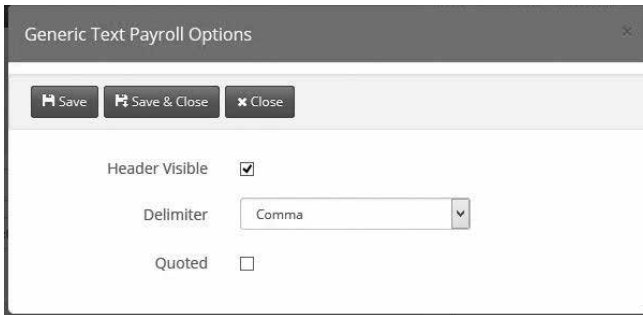 Generic Text Payroll Options
Save Save & Close Close
Header Visible
Delimiter Comma
Quoted